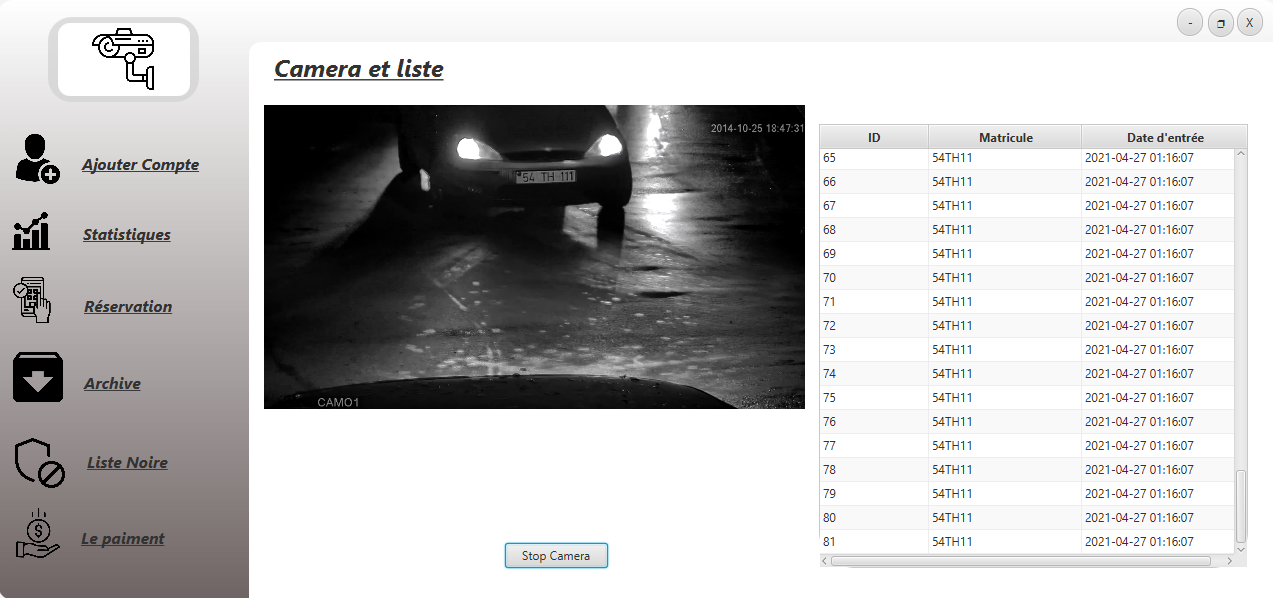 - X
Camera et liste
Ajouter Compte
Statistiques
Réservation
Archive
Liste Noire
Le paiment
2014-10-25 18:47:31
54 TH 111
CAMO1
Stop Camera
ID Matricule Date d'entrée
65 54TH11 2021-04-27 01:16:07
66 54TH11 2021-04-27 01:16:07
67 54TH11 2021-04-27 01:16:07
68 54TH11 2021-04-27 01:16:07
69 54TH11 2021-04-27 01:16:07
70 54TH11 2021-04-27 01:16:07
71 54TH11 2021-04-27 01:16:07
72 54TH11 2021-04-27 01:16:07
73 54TH11 2021-04-27 01:16:07
74 54TH11 2021-04-27 01:16:07
75 54TH11 2021-04-27 01:16:07
76 54TH11 2021-04-27 01:16:07
77 54TH11 2021-04-27 01:16:07
78 54TH11 2021-04-27 01:16:07
79 54TH11 2021-04-27 01:16:07
80 54TH11 2021-04-27 01:16:07
81 54TH11 2021-04-27 01:16:07